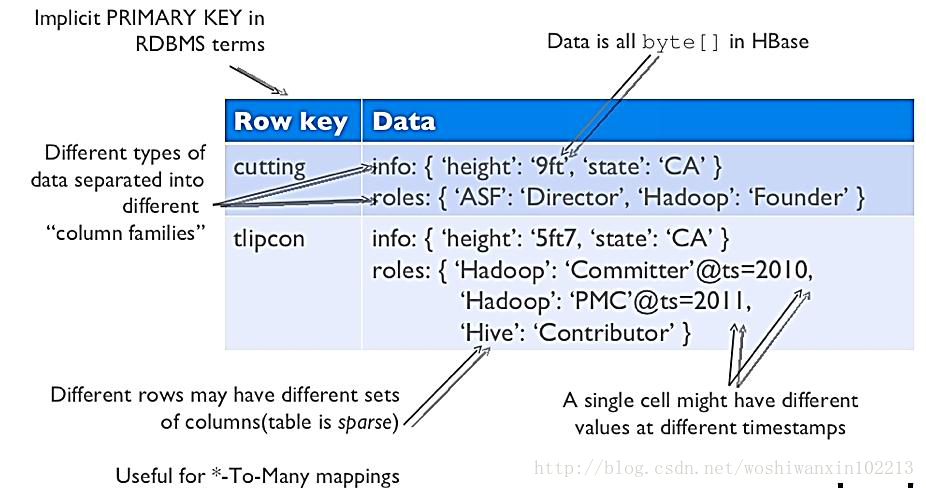 Implicit PRIMARY KEY in
RDBMS terms
Data is all byte[] in HBase
Row key Data
Different types of
data separated into
different
“column families”
cutting
info: { ‘height’: ‘9ft’, ‘state’: ‘CA’ }
roles: { ‘ASF’: ‘Director’, ‘Hadoop’: ‘Founder’ }
tlipcon
info: { ‘height’: ‘5ft7, ‘state’: ‘CA’ }
roles: { ‘Hadoop’: ‘Committer’@ts=2010,
‘Hadoop’: ‘PMC’@ts=2011,
‘Hive’: ‘Contributor’ }
Different rows may have different sets
of columns(table is sparse)
A single cell might have different
values at different timestamps
Useful for *-To-Many mappings
http://blog.csdn.net/woshiwanxin102213